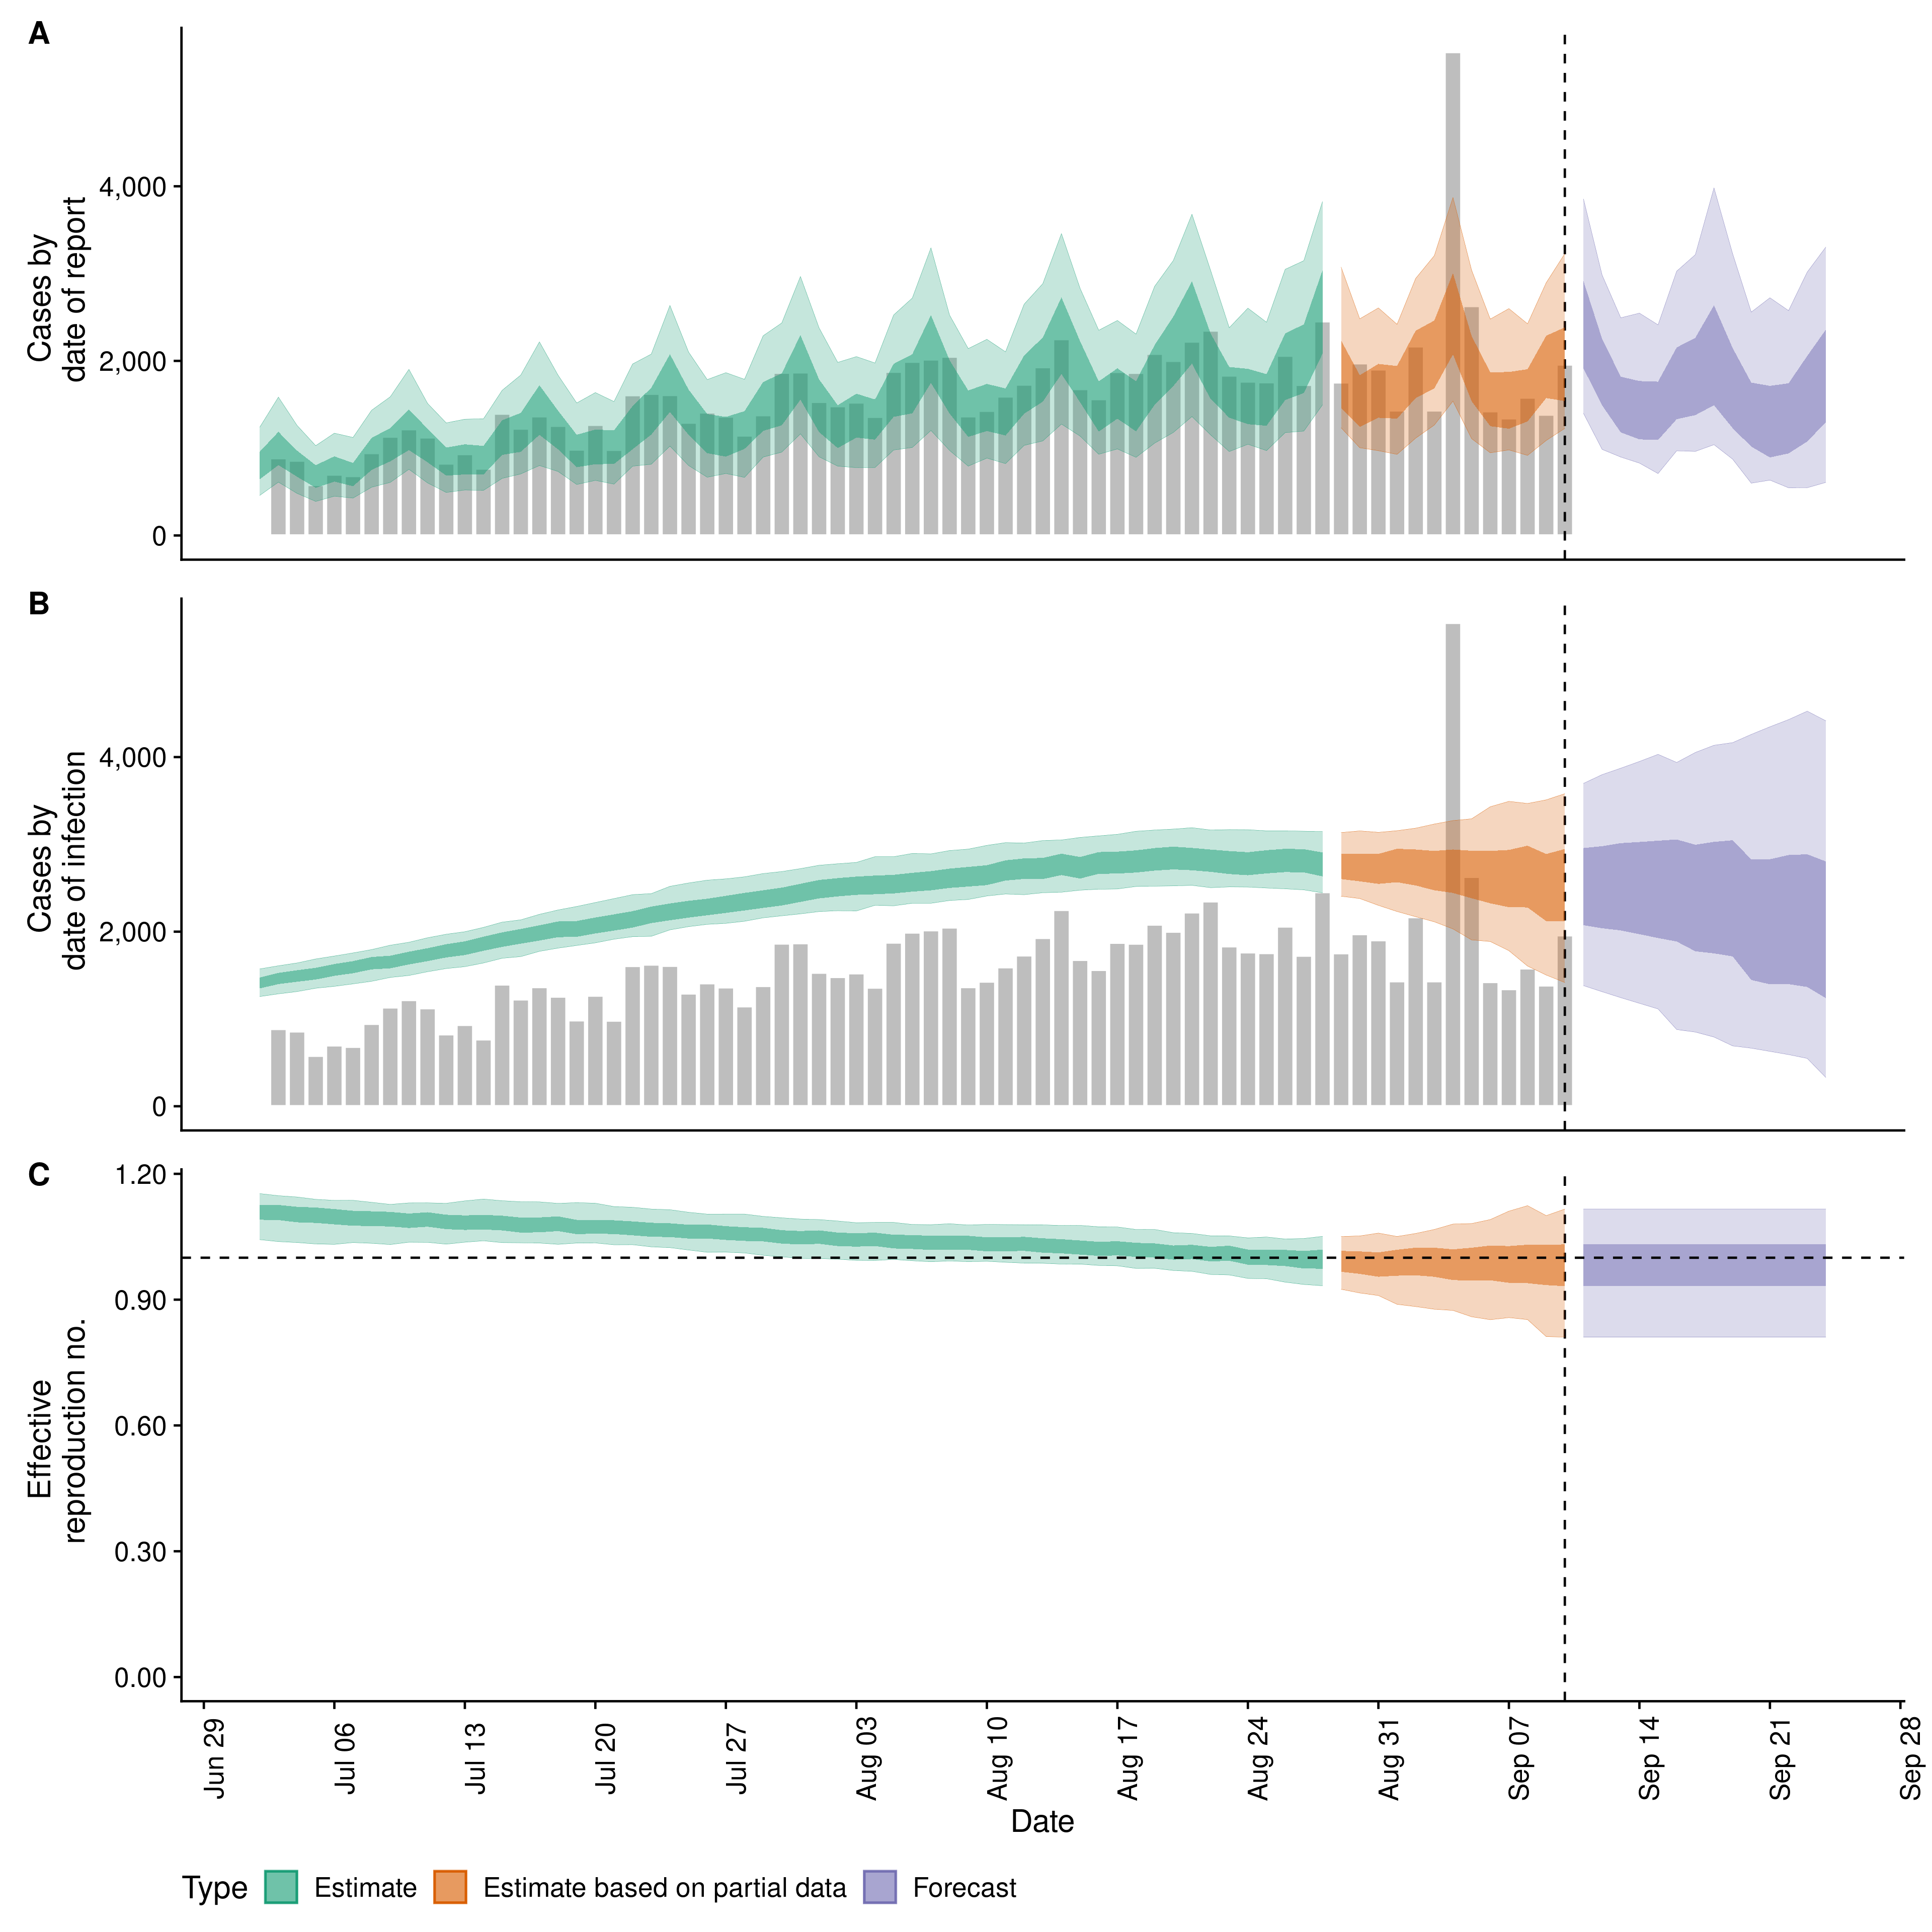 A
Cases by
date of report
4,000
2,000
0
B
Cases by
date of infection
4,000
2,000
0
C
Effective
reproduction no.
1.20
0.90
0.60
0.30
0.00
Jun 29
Jul 06
Jul 13
Jul 20
Jul 27
Aug 03
Aug 10
Aug 17
Aug 24
Aug 31
Sep 07
Sep 14
Sep 21
Sep 28
Date
Type Estimate Estimate based on partial data Forecast